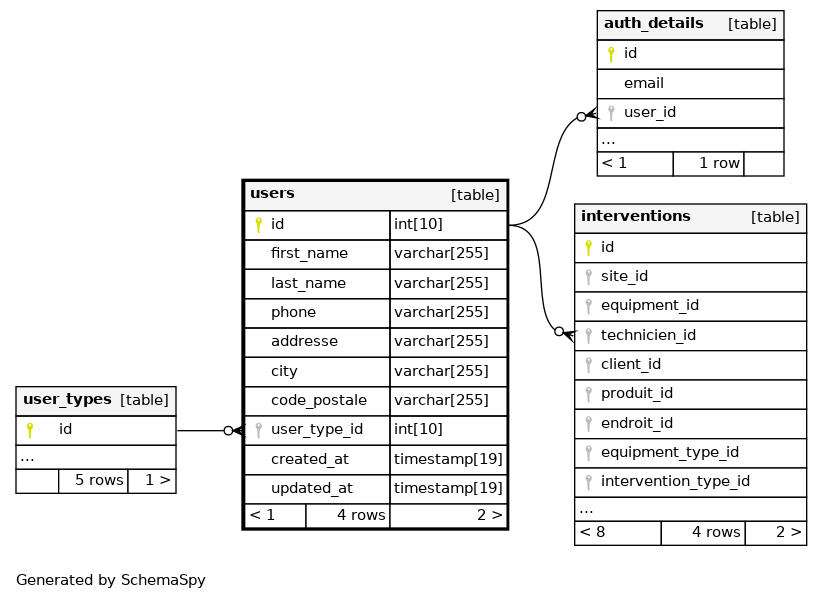 auth_details [table]
id
email
user_id
...
< 1 1 row
users [table]
id int[10]
first_name varchar[255]
last_name varchar[255]
phone varchar[255]
addresse varchar[255]
city varchar[255]
code_postale varchar[255]
user_type_id int[10]
created_at timestamp[19]
updated_at timestamp[19]
< 1 4 rows 2 >
interventions [table]
id
site_id
equipment_id
technicien_id
client_id
produit_id
endroit_id
equipment_type_id
intervention_type_id
...
< 8 4 rows 2 >
user_types [table]
id
...
5 rows 1 >
Generated by SchemaSpy